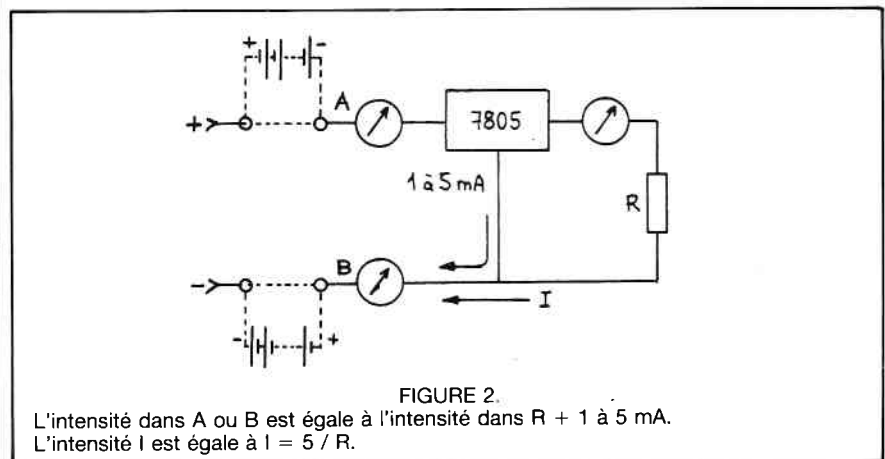 + -
A
+
7805
1 à 5 mA
R
B
-
I
- +
FIGURE 2.
L'intensité dans A ou B est égale à l'intensité dans R + 1 à 5 mA.
L'intensité I est égale à I = 5 / R.